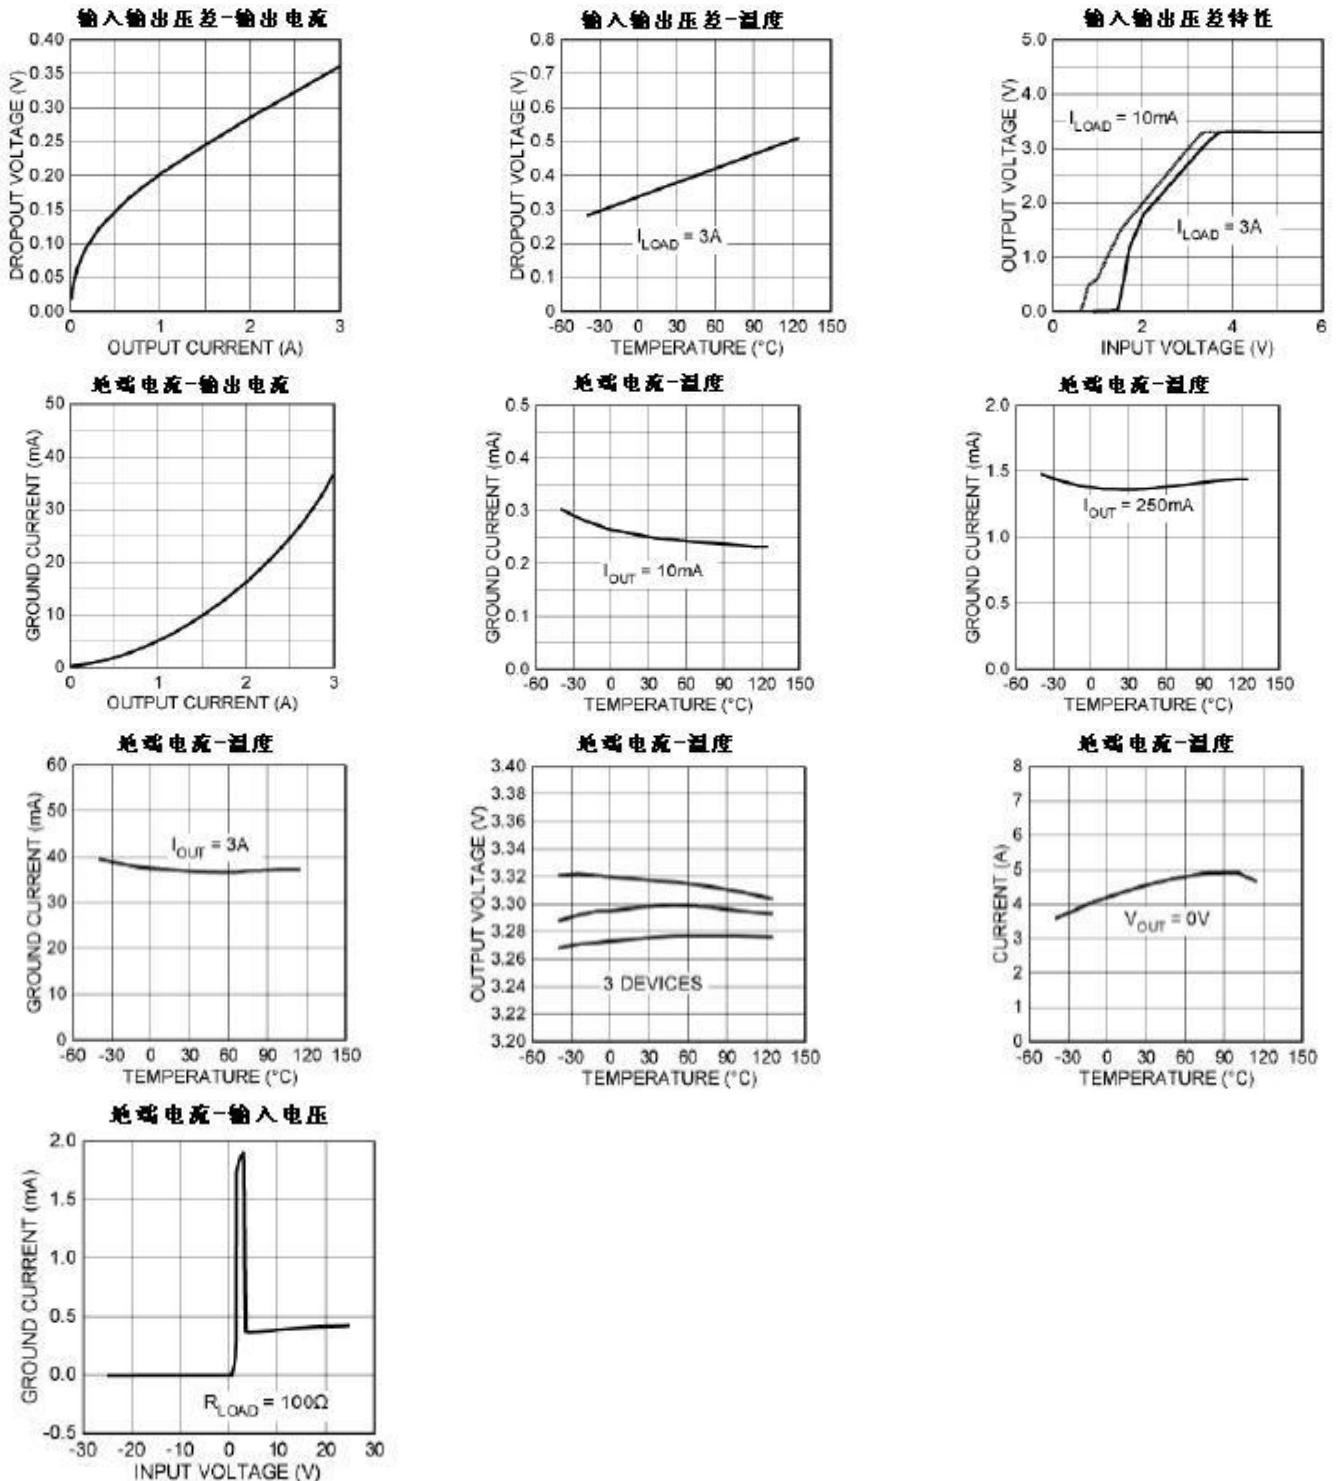 输入输出压差-输出电流
0.40
0.35
0.30
0.25
0.20
0.15
0.10
0.05
0.00
DROPOUT VOLTAGE (V)
0 1 2 3
OUTPUT CURRENT (A)
输入输出压差-温度
0.8
0.7
0.6
0.5
0.4
0.3
0.2
0.1
0
DROPOUT VOLTAGE (V)
ILOAD = 3A
-60 -30 0 30 60 90 120 150
TEMPERATURE (°C)
输入输出压差特性
5.0
4.0
3.0
2.0
1.0
0.0
OUTPUT VOLTAGE (V)
ILOAD = 10mA
ILOAD = 3A
0 2 4 6
INPUT VOLTAGE (V)
地端电流-输出电流
50
40
30
20
10
0
GROUND CURRENT (mA)
0 1 2 3
OUTPUT CURRENT (A)
地端电流-温度
0.5
0.4
0.3
0.2
0.1
0.0
GROUND CURRENT (mA)
IOUT = 10mA
-60 -30 0 30 60 90 120 150
TEMPERATURE (°C)
地端电流-温度
2.0
1.5
1.0
0.5
0.0
GROUND CURRENT (mA)
IOUT = 250mA
-60 -30 0 30 60 90 120 150
TEMPERATURE (°C)
地端电流-温度
60
50
40
30
20
10
0
GROUND CURRENT (mA)
IOUT = 3A
-60 -30 0 30 60 90 120 150
TEMPERATURE (°C)
地端电流-温度
3.40
3.38
3.36
3.34
3.32
3.30
3.28
3.26
3.24
3.22
3.20
OUTPUT VOLTAGE (V)
3 DEVICES
-60 -30 0 30 60 90 120 150
TEMPERATURE (°C)
地端电流-温度
8
7
6
5
4
3
2
1
0
CURRENT (A)
VOUT = 0V
-60 -30 0 30 60 90 120 150
TEMPERATURE (°C)
地端电流-输入电压
2.0
1.5
1.0
0.5
0.0
-0.5
GROUND CURRENT (mA)
RLOAD = 100Ω
-30 -20 -10 0 10 20 30
INPUT VOLTAGE (V)